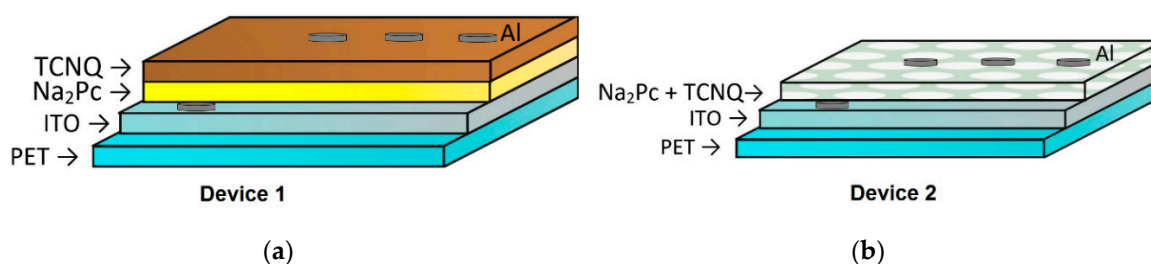 Al
TCNQ →
Na₂Pc →
ITO →
PET →
Device 1
(a)
Al
Na₂Pc + TCNQ→
ITO →
PET →
Device 2
(b)